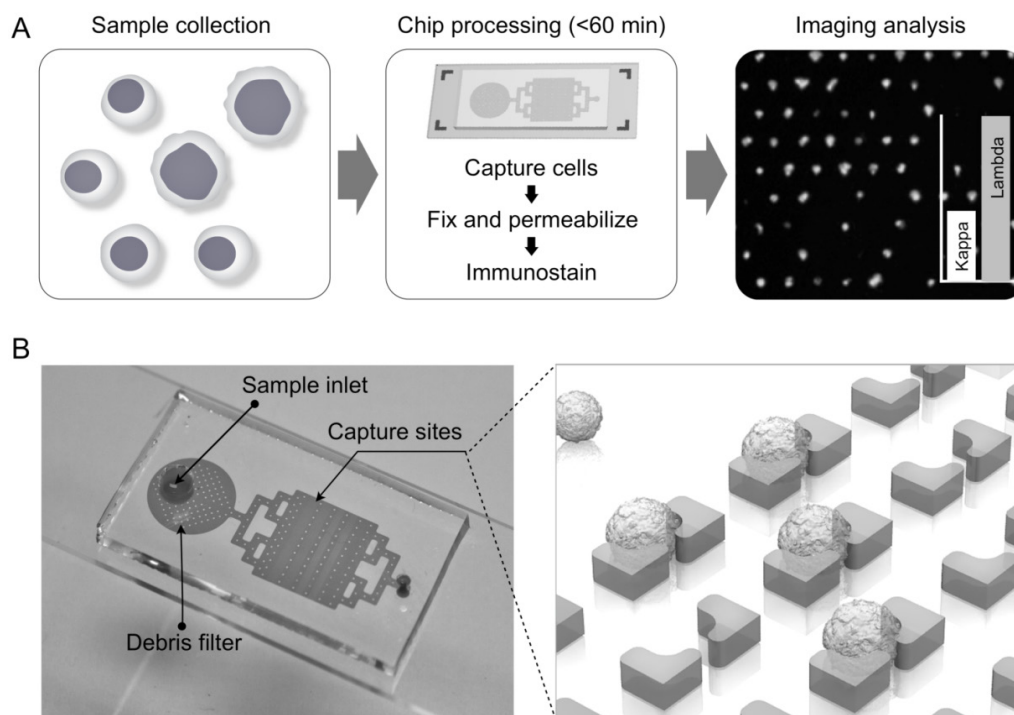 A
Sample collection
Chip processing (<60 min)
Imaging analysis
Capture cells
Fix and permeabilize
Immunostain
Kappa
Lambda
B
Sample inlet
Capture sites
Debris filter